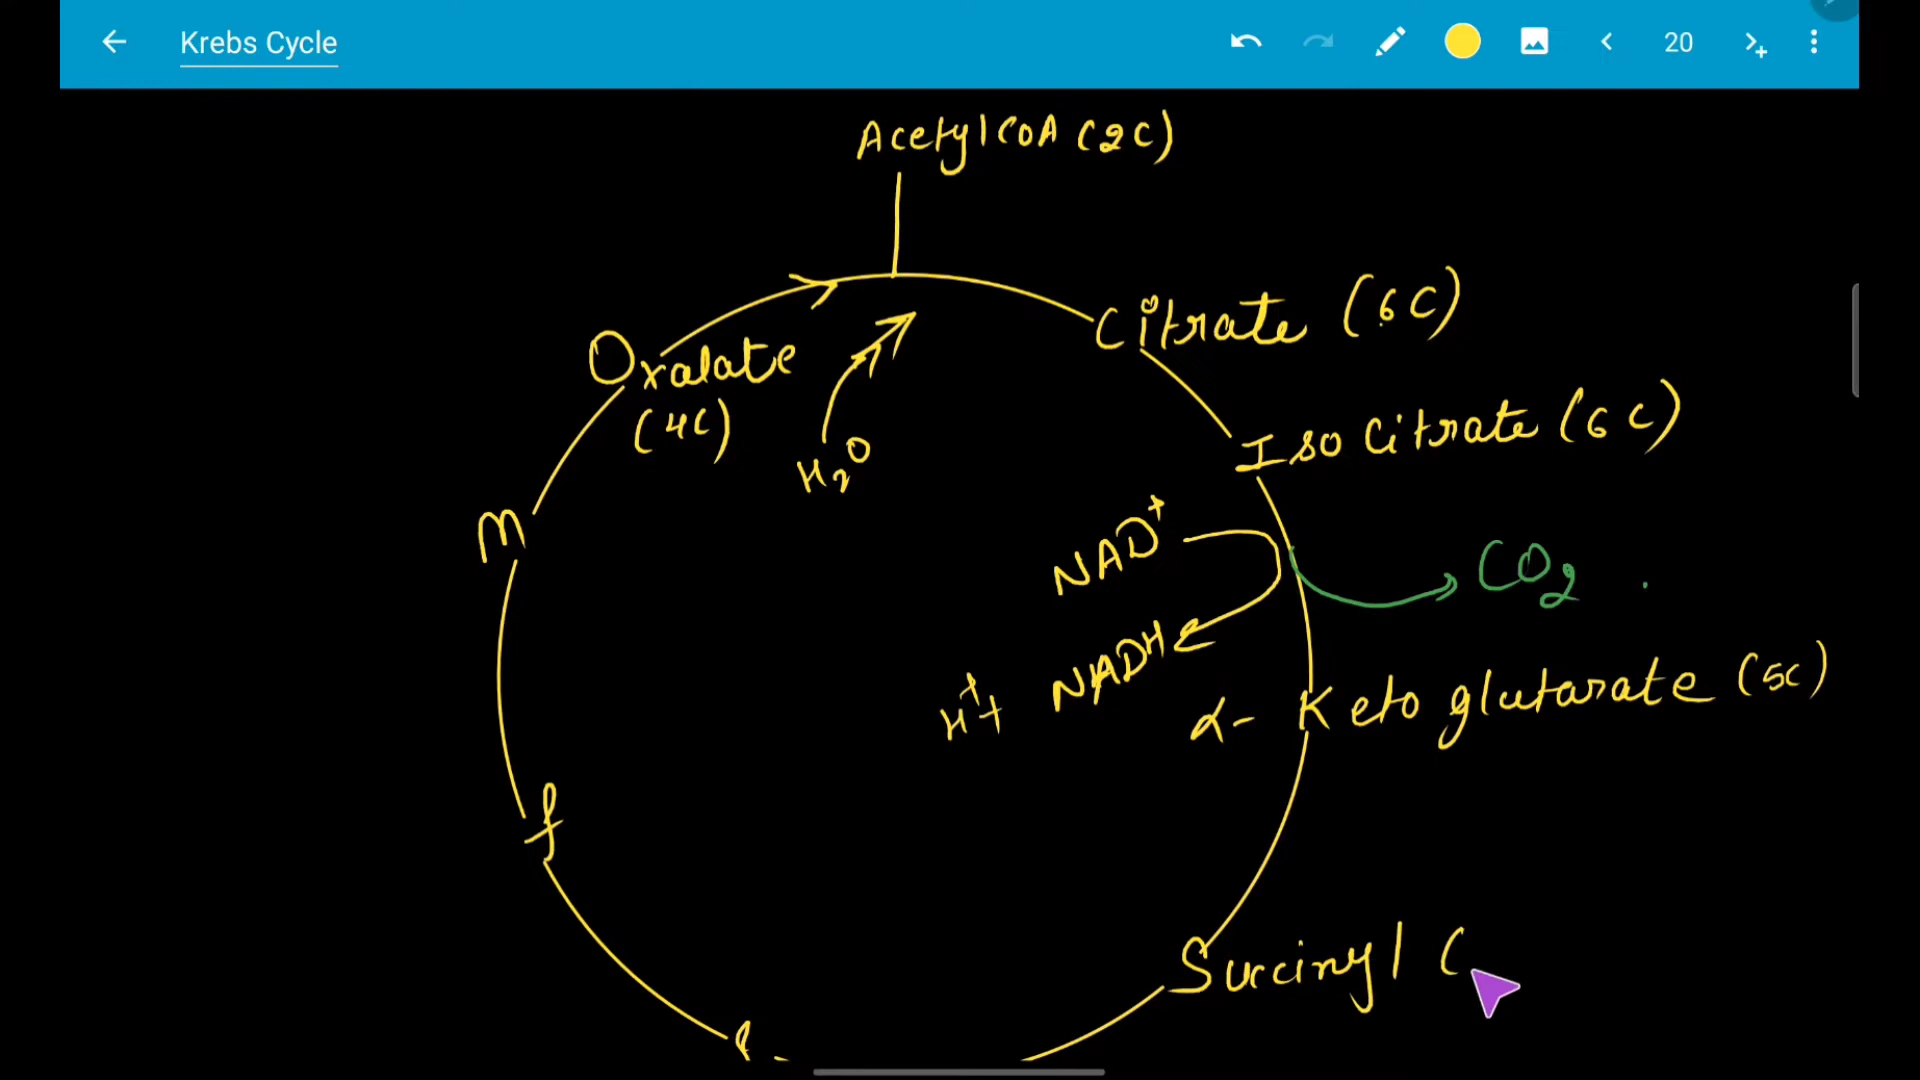 Krebs Cycle
20
Acetyl CoA (2C)
Citrate (6C)
Oxalate
(4C)
H2O
Iso Citrate (6C)
M
NAD+
CO2
NADH
H+ +
α- Keto glutarate (5C)
f
Succinyl C